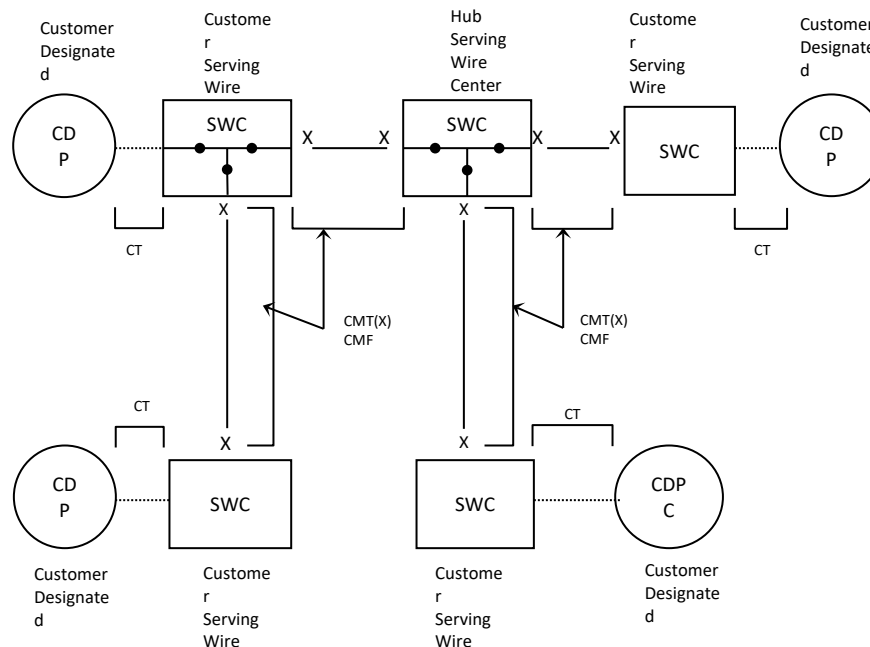 Customer
Designate
d
Custome
r
Serving
Wire
Hub
Serving
Wire
Center
Custome
r
Serving
Wire
Customer
Designated
d
CD
P
SWC
X
X
SWC
X
X
SWC
CD
P
CT
X
X
CT
CMT(X)
CMF
CMT(X)
CMF
CT
CT
X
X
CD
P
SWC
SWC
CDP
C
Customer
Designate
d
Custome
r
Serving
Wire
Custome
r
Serving
Wire
Customer
Designate
d